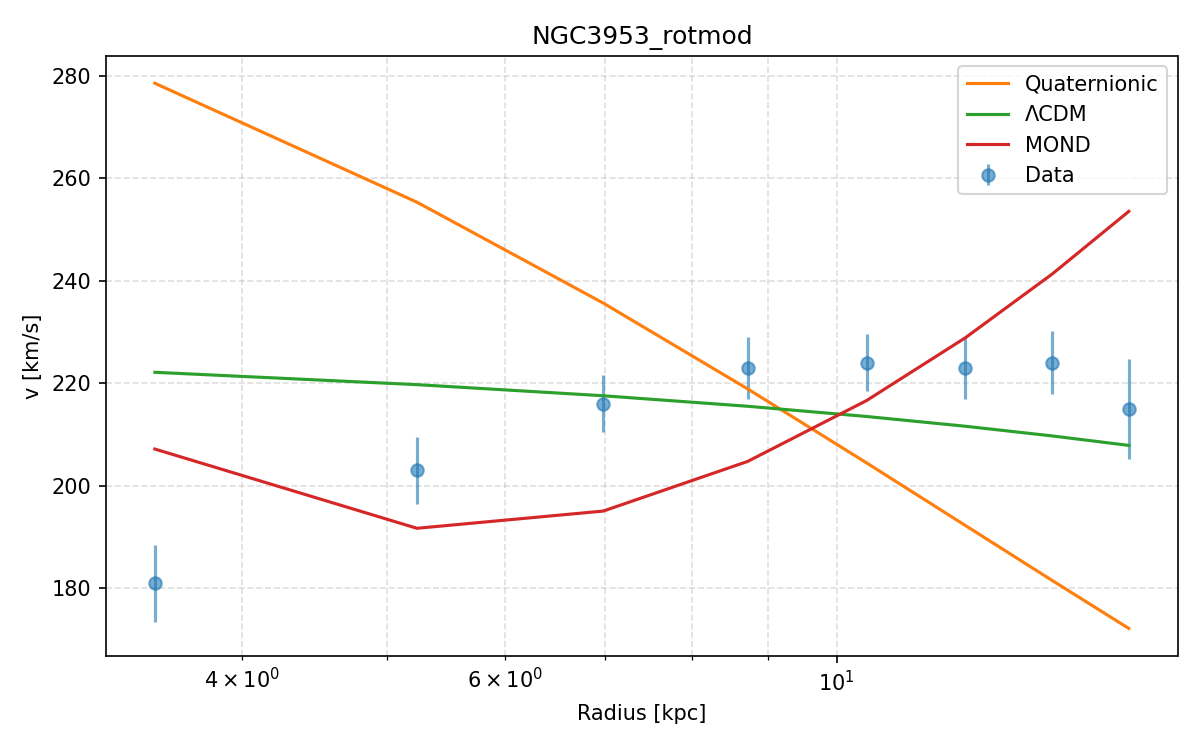 NGC3953_rotmod
v [km/s]
280
260
240
220
200
180
Quaternionic
ΛCDM
MOND
Data
4 × 10⁰
6 × 10⁰
10¹
Radius [kpc]